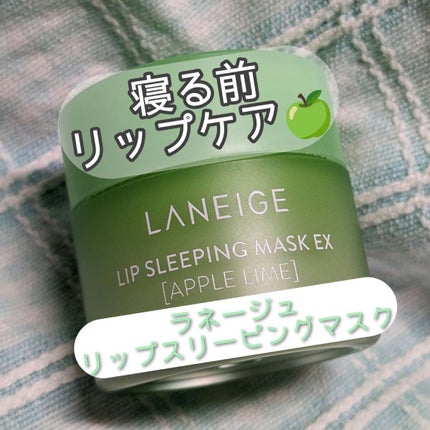 寝る前
リップケア
LANEIGE
LIP SLEEPING MASK EX
[APPLE LIME]
ラネージュ
リップスリーピングマスク